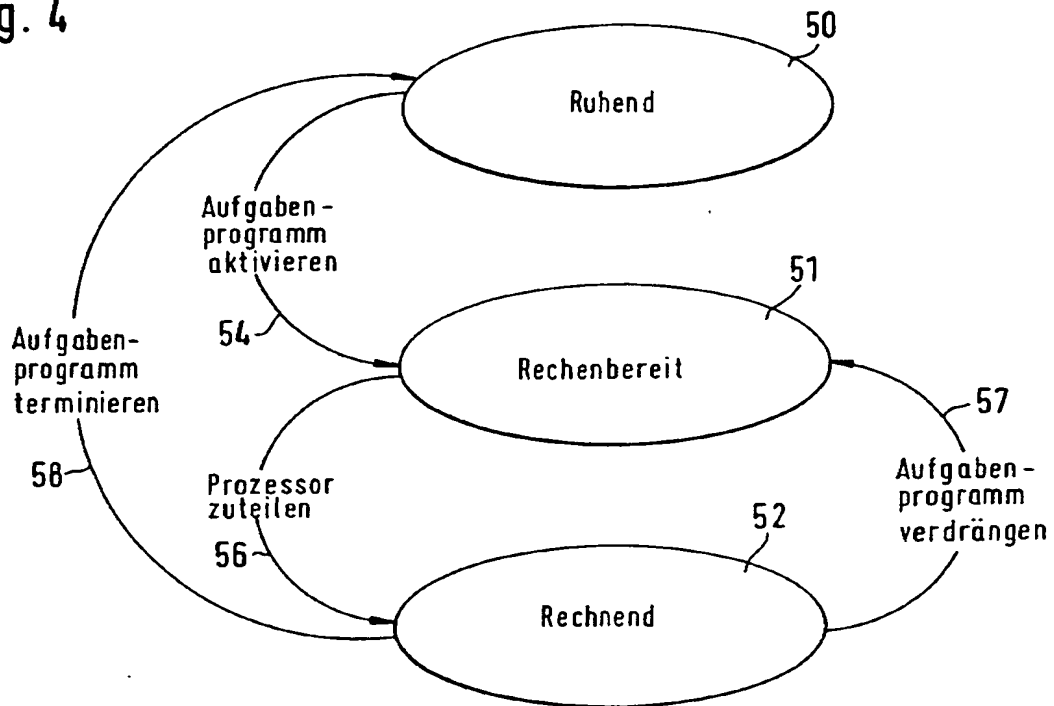 g. 4
50
Ruhend
Aufgaben-
programm
aktivieren
54
51
Rechenbereit
Aufgaben-
programm
terminieren
58
57
Aufgaben-
programm
verdrängen
Prozessor
zuteilen
56
52
Rechnend